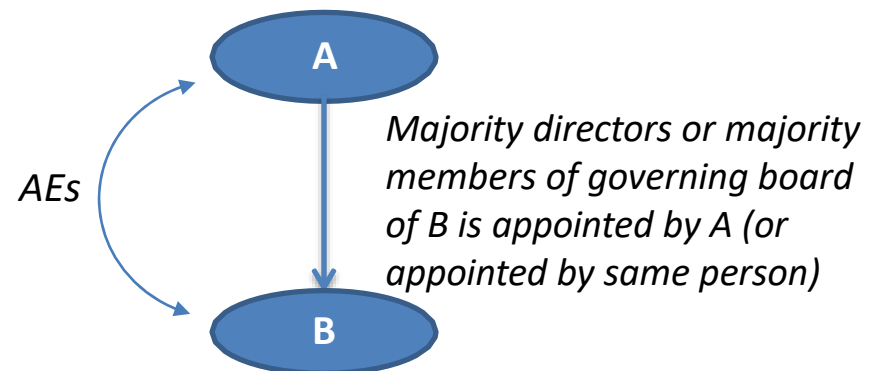 A
Majority directors or majority
members of governing board
AEs
of B is appointed by A (or
appointed by same person)
B